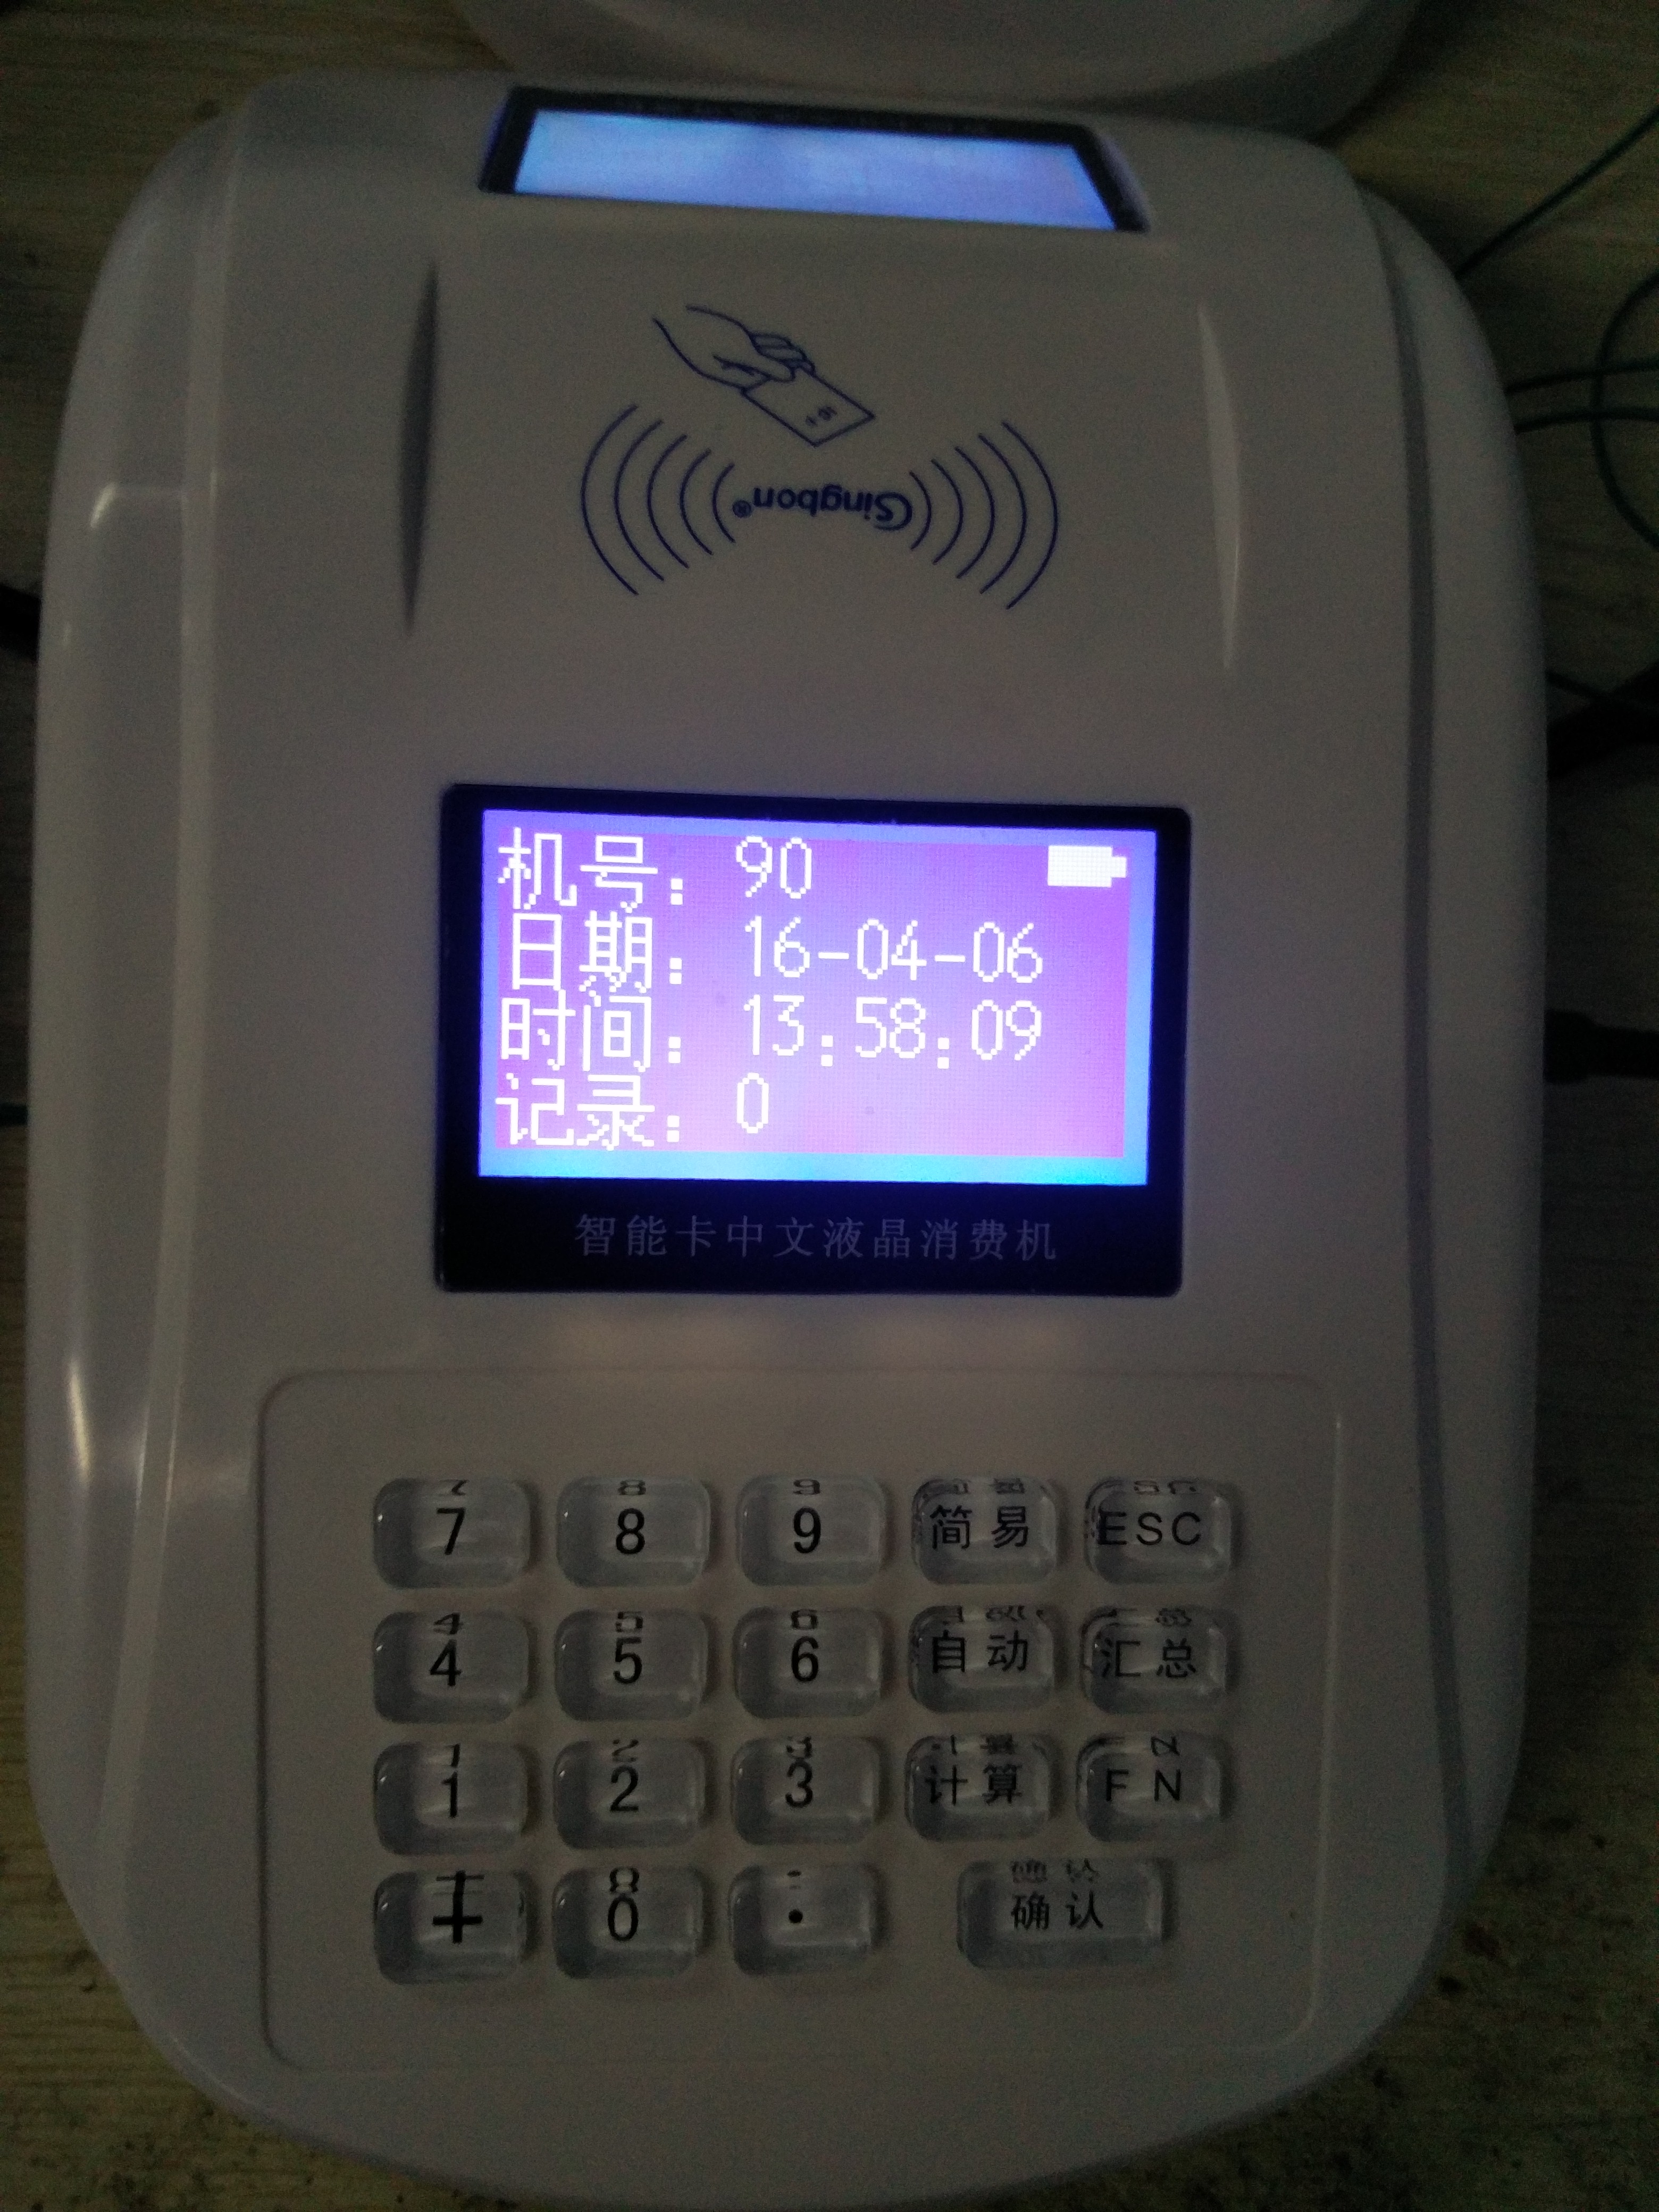 Singbon®
机号：90
日期：16-04-06
时间：13:58:09
记录：0
智能卡中文液晶消费机
7 8 9 简易 ESC
4 5 6 自动 汇总
1 2 3 计算 FN
+ 0 . 确认